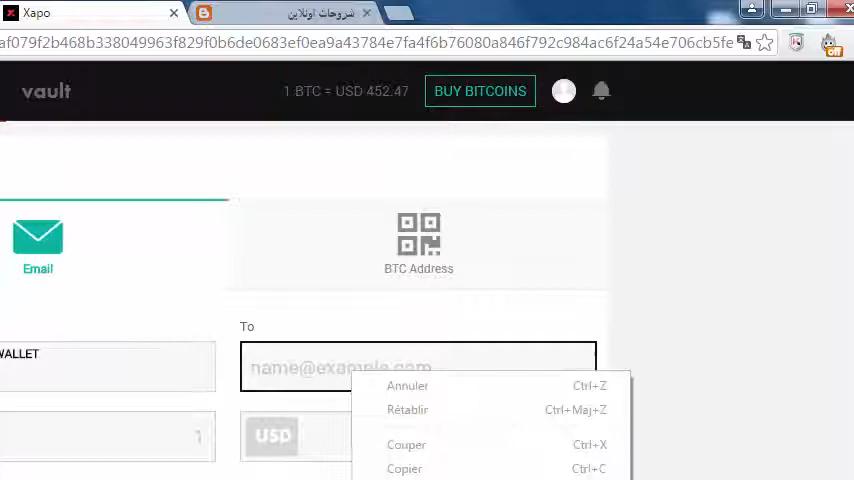 Xapo
شروحات اونلاين
af079f2b468b338049963f829f0b6de0683ef0ea9a43784e7fa4f6b76080a846f792c984ac6f24a54e706cb5fe
off
vault
1 BTC = USD 452.47
BUY BITCOINS
Email
BTC Address
To
WALLET
name@example.com
1
USD
Annuler Ctrl+Z
Rétablir Ctrl+Maj+Z
Couper Ctrl+X
Copier Ctrl+C